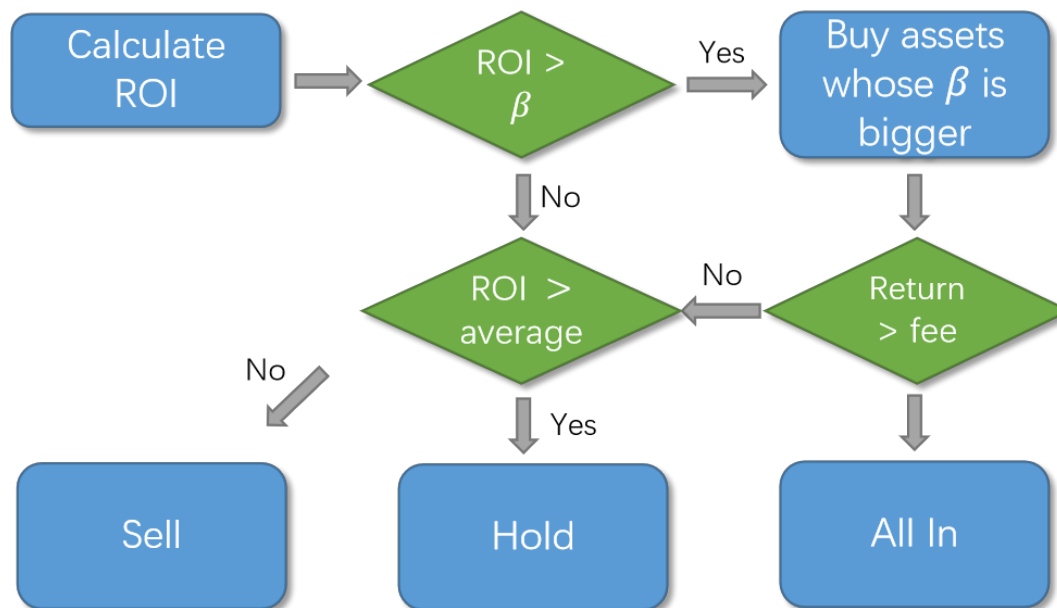 Calculate
ROI
ROI >
β
Yes
Buy assets
whose β is
bigger
No
ROI >
average
No
Return
> fee
No
Yes
Sell
Hold
All In